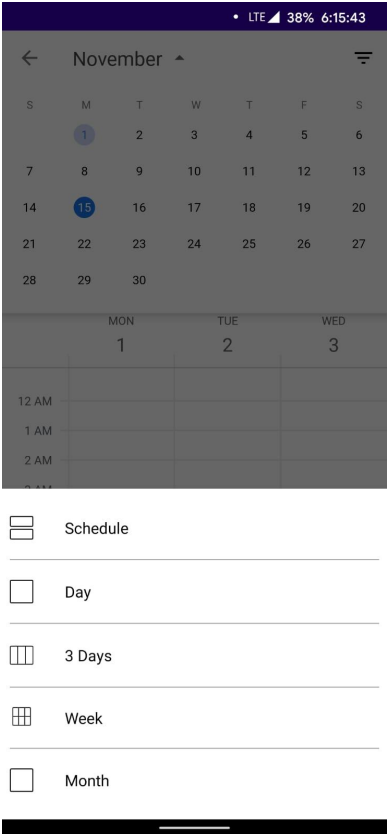 LTE 38% 6:15:43
November
S M T W T F S
1 2 3 4 5 6
7 8 9 10 11 12 13
14 15 16 17 18 19 20
21 22 23 24 25 26 27
28 29 30
MON TUE WED
1 2 3
12 AM
1 AM
2 AM
Schedule
Day
3 Days
Week
Month